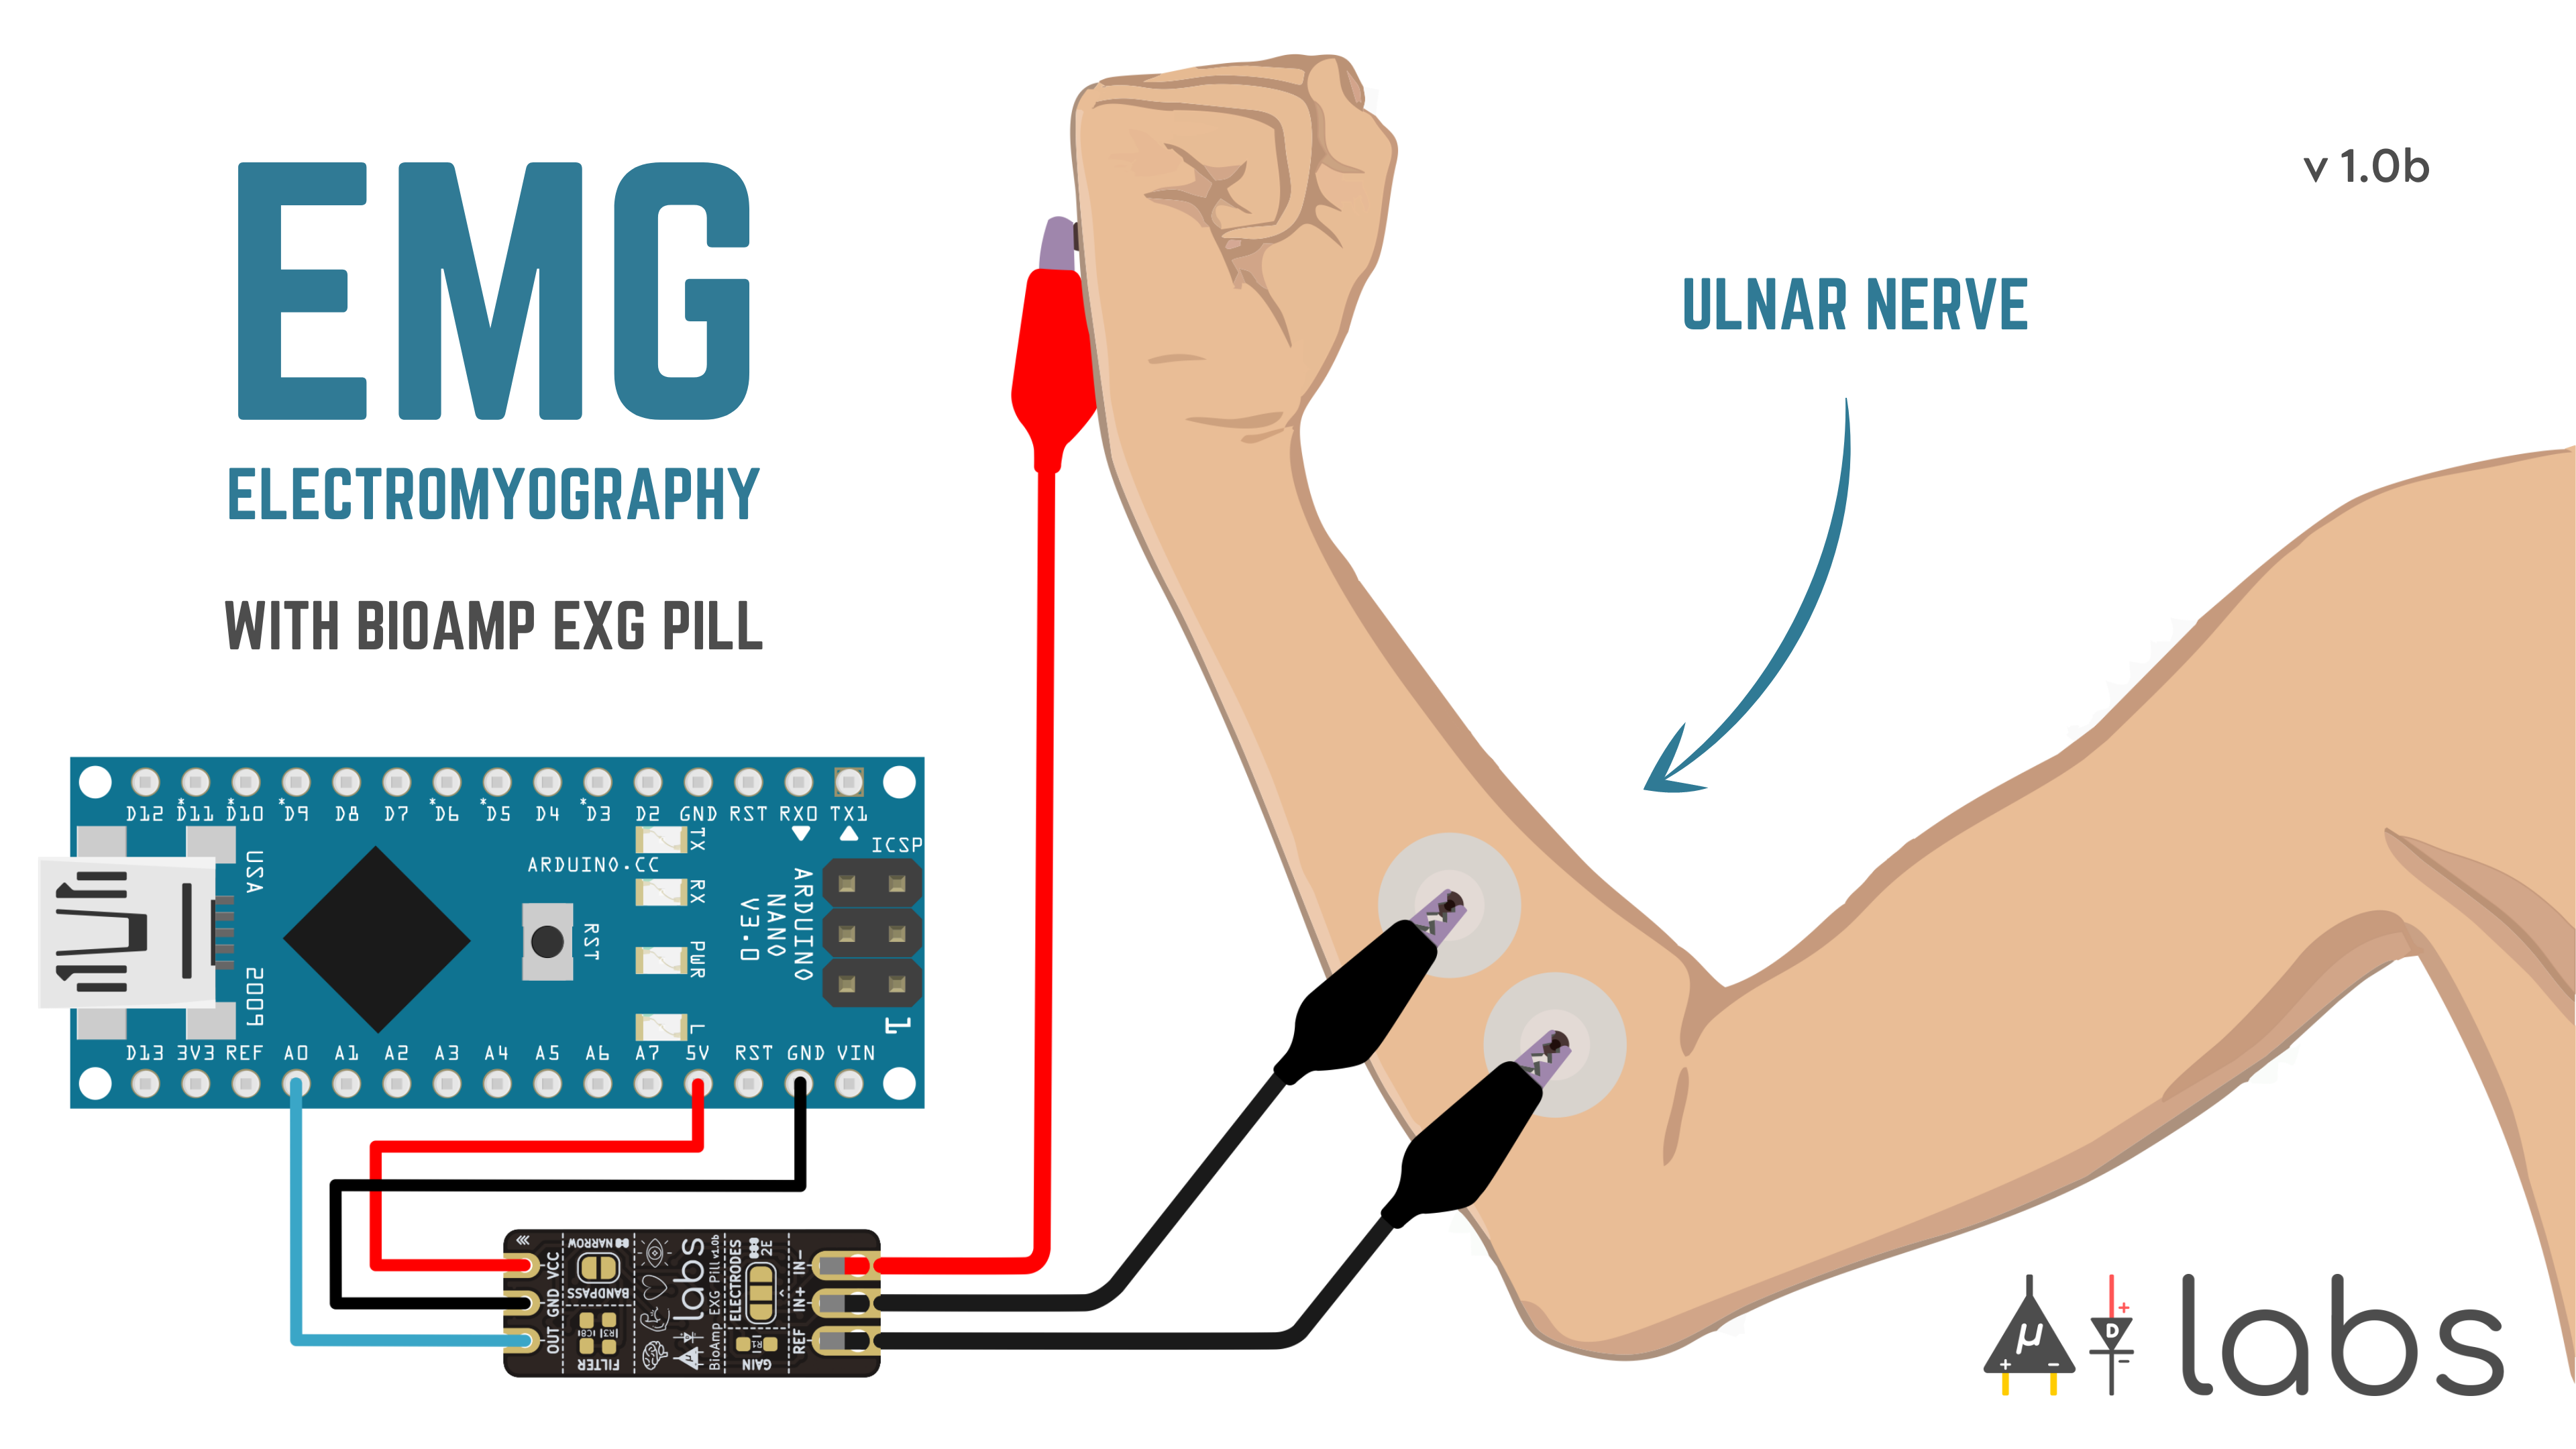 EMG
ELECTROMYOGRAPHY
WITH BIOAMP EXG PILL
v 1.0b
ULNAR NERVE
D12 *D11 *D10 *D9 D8 D7 *D6 *D5 D4 *D3 D2 GND RST RX0 TX1
ICSP
TX
RX
PWR
L
ARDUINO.CC
USA
2009
RST
ARDUINO
NANO
V3.0
1
D13 3V3 REF A0 A1 A2 A3 A4 A5 A6 A7 5V RST GND VIN
VCC
GND
OUT
NARROW
BANDPASS
FILTER
labs
BioAmp EXG Pill v1.0b
ELECTRODES
2E
GAIN
R1
IN-
IN+
REF
μ
+ -
D
+
-
labs